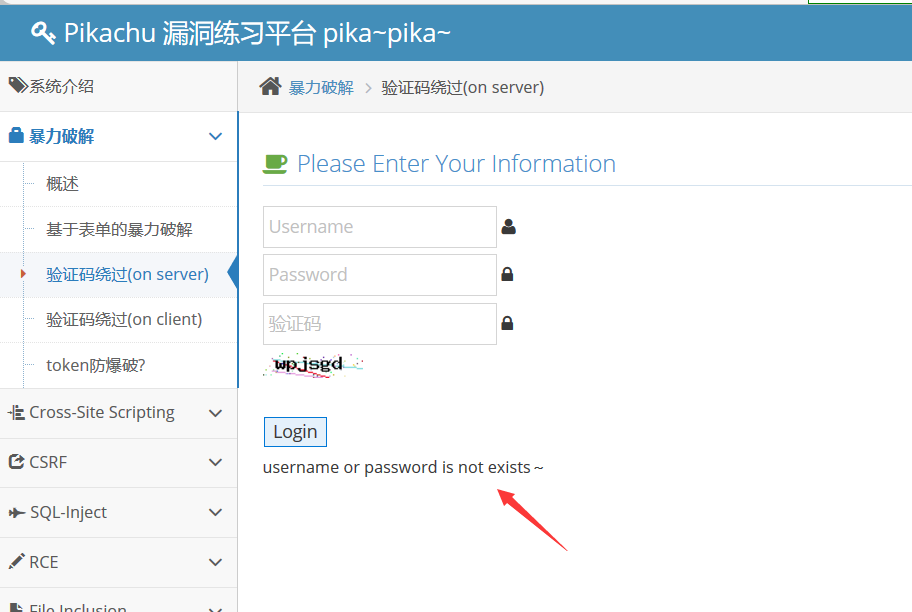 Pikachu 漏洞练习平台 pika~pika~
系统介绍
暴力破解
概述
基于表单的暴力破解
验证码绕过(on server)
验证码绕过(on client)
token防爆破?
Cross-Site Scripting
CSRF
SQL-Inject
RCE
File Inclusion
暴力破解 > 验证码绕过(on server)
Please Enter Your Information
Username
Password
验证码
wpjsgd
Login
username or password is not exists～